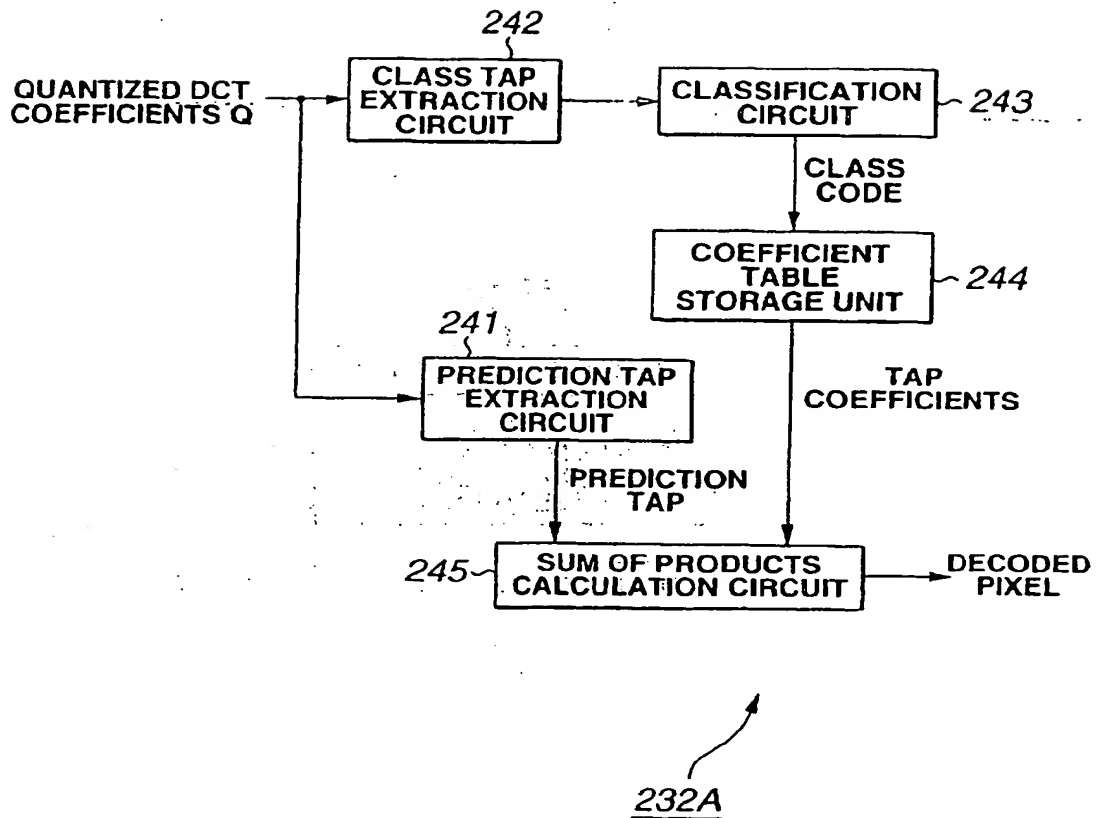 242
QUANTIZED DCT
COEFFICIENTS Q
CLASS TAP
EXTRACTION
CIRCUIT
CLASSIFICATION
CIRCUIT
243
CLASS
CODE
COEFFICIENT
TABLE
STORAGE UNIT
244
241
PREDICTION TAP
EXTRACTION
CIRCUIT
TAP
COEFFICIENTS
PREDICTION
TAP
245
SUM OF PRODUCTS
CALCULATION CIRCUIT
DECODED
PIXEL
232A